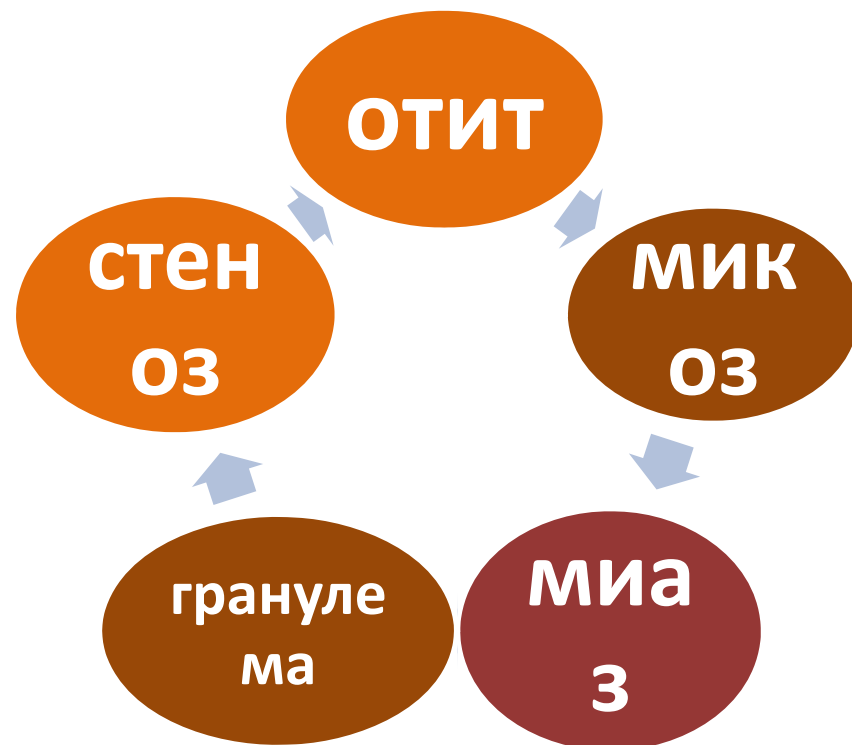 отит
мик
оз
миа
з
грануле
ма
стен
оз